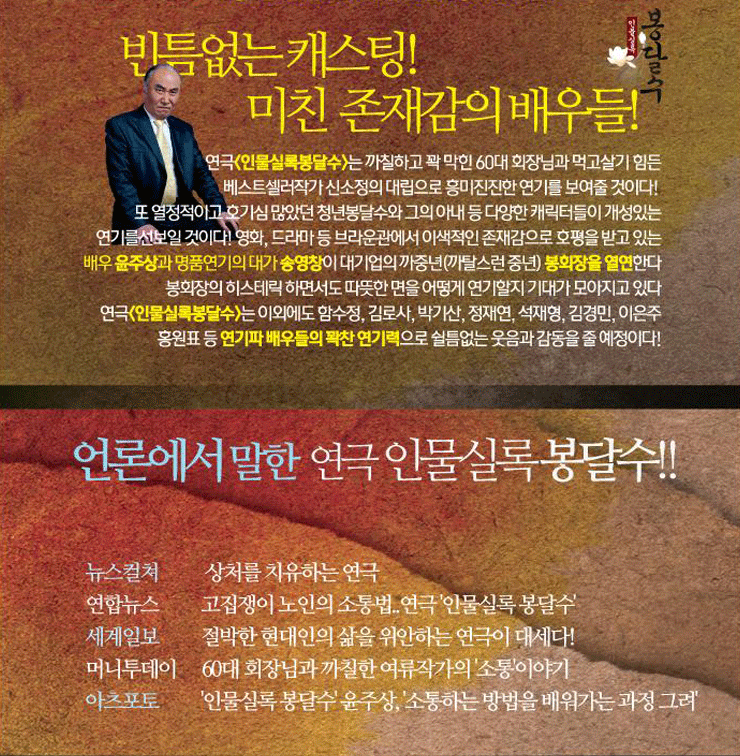 인물실록
봉달수
빈틈없는 캐스팅!
미친 존재감의 배우들!
연극<인물실록봉달수>는 까칠하고 꽉 막힌 60대 회장님과 먹고살기 힘든
베스트셀러작가 신소정의 대립으로 흥미진진한 연기를 보여줄 것이다!
또 열정적이고 호기심 많았던 청년봉달수와 그의 아내 등 다양한 캐릭터들이 개성있는
연기를선보일 것이다! 영화, 드라마 등 브라운관에서 이색적인 존재감으로 호평을 받고 있는
배우 윤주상과 명품연기의 대가 송영창이 대기업의 까중년(까탈스런 중년) 봉회장을 열연한다
봉회장의 히스테릭 하면서도 따뜻한 면을 어떻게 연기할지 기대가 모아지고 있다
연극<인물실록봉달수>는 이외에도 함수정, 김로사, 박기산, 정재연, 석재영, 김경민, 이은주
홍원표 등 연기파 배우들의 꽉찬 연기력으로 쉴틈없는 웃음과 감동을 줄 예정이다!
언론에서 말한 연극 인물실록 봉달수!!
뉴스컬쳐 상처를 치유하는 연극
연합뉴스 고집쟁이 노인의 소통법..연극 '인물실록 봉달수'
세계일보 절박한 현대인의 삶을 위안하는 연극이 대세다!
머니투데이 60대 회장님과 까칠한 여류작가의 '소통'이야기
아츠포토 '인물실록 봉달수' 윤주상, '소통하는 방법을 배워가는 과정 그려'